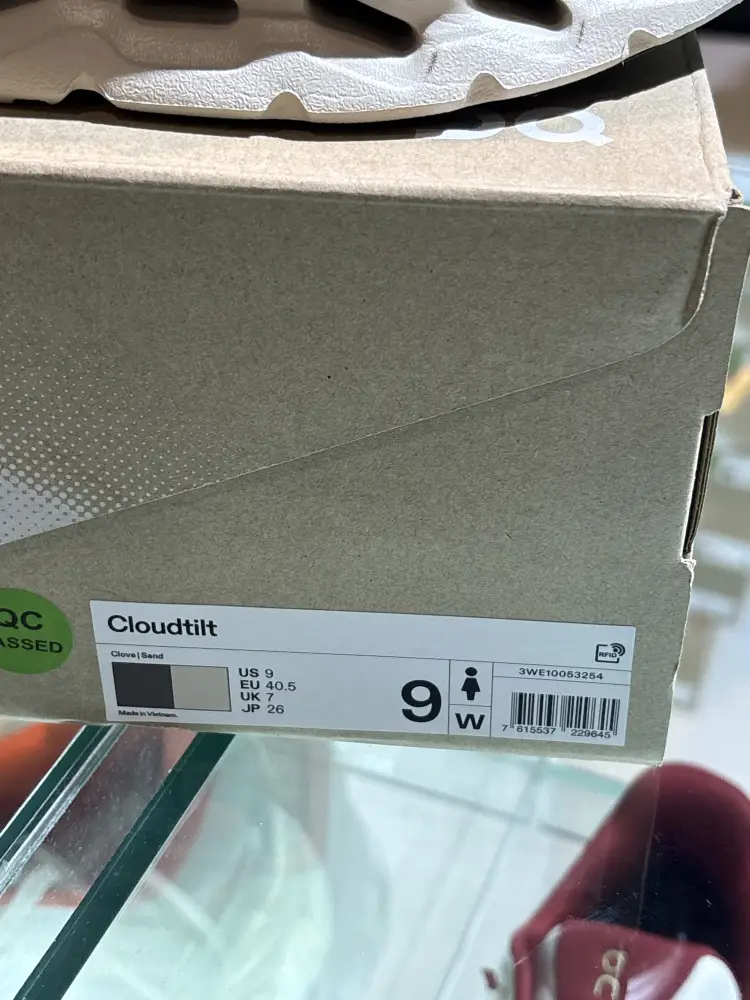 QC
ASSED
Cloudtilt
Clove | Sand
RFID
US 9
EU 40.5
UK 7
JP 26
9
W
3WE10053254
7 615537 229645
Made in Vietnam.